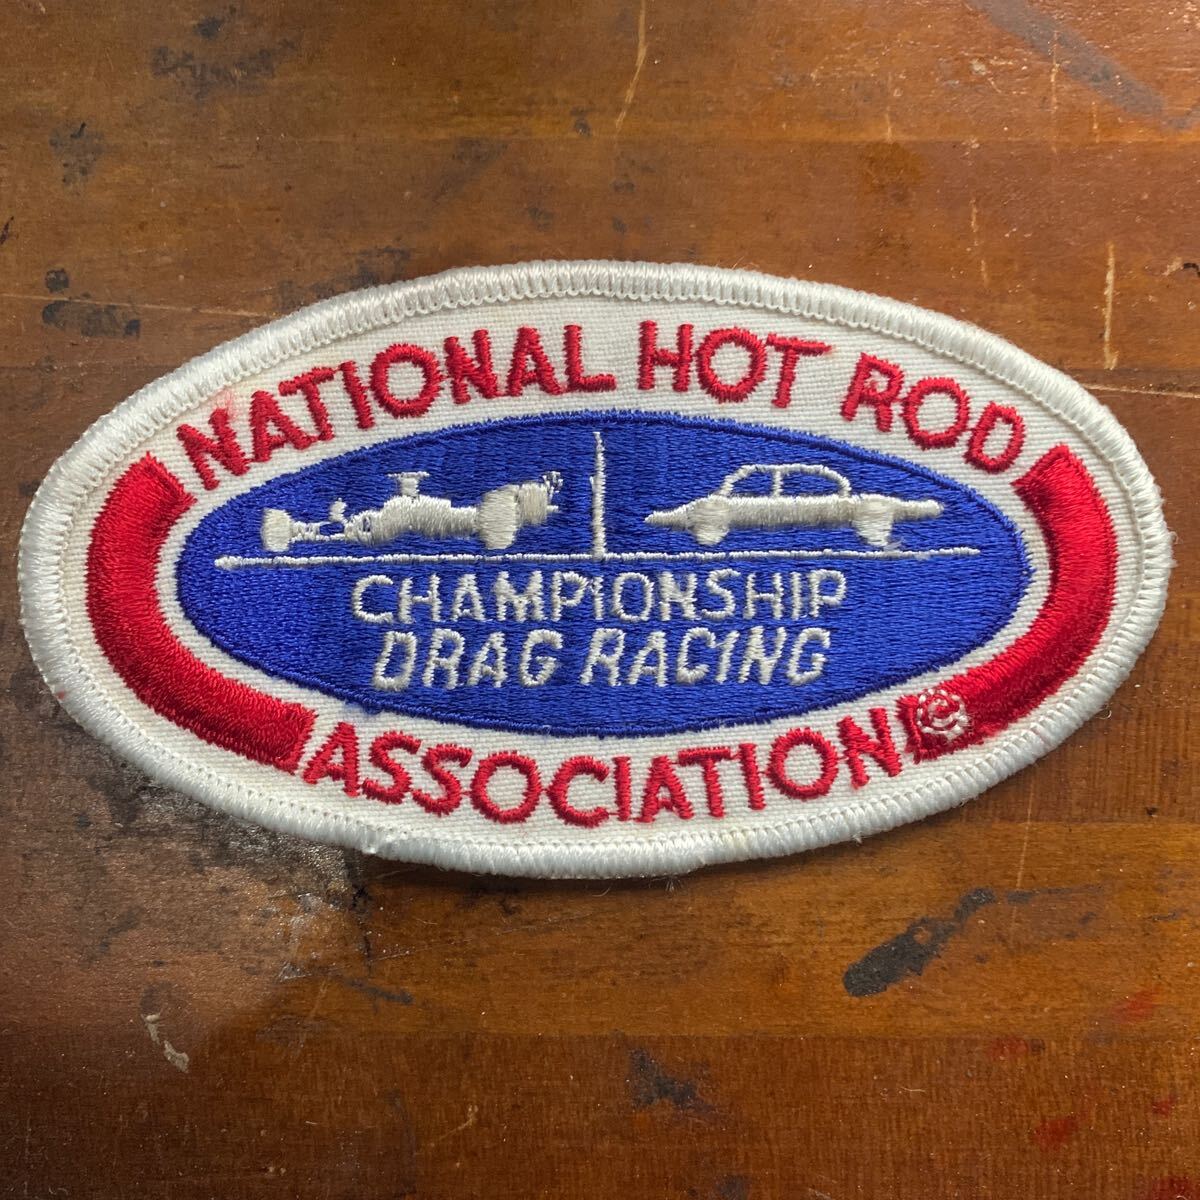 NATIONAL HOT ROD
CHAMPIONSHIP
DRAG RACING
ASSOCIATION
©